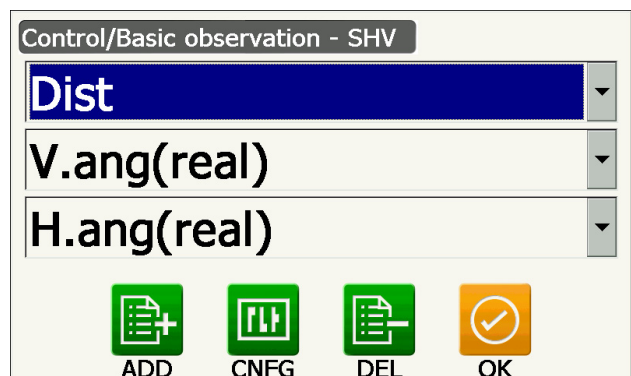 Control/Basic observation - SHV
Dist
V.ang(real)
H.ang(real)
ADD CNFG DEL OK